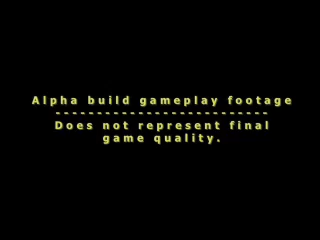 Alpha build gameplay footage
--------------------------
Does not represent final
game quality.